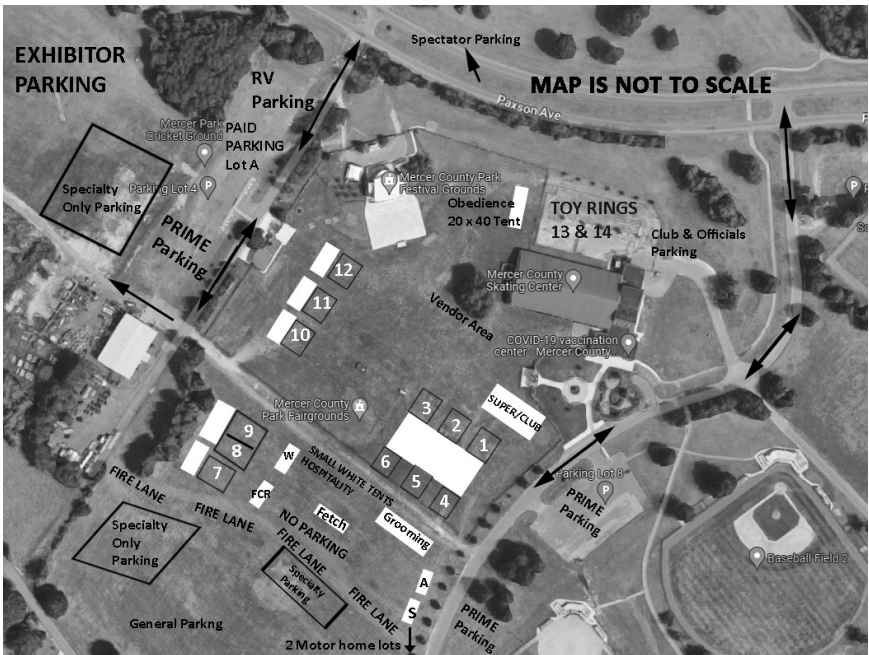 EXHIBITOR
PARKING
Spectator Parking
MAP IS NOT TO SCALE
RV
Parking
Paxson Ave
Mercer Park
Cricket Ground
PAID
PARKING
Lot A
Parking Lot 4
P
Specialty
Only Parking
PRIME
Parking
Mercer County Park
Festival Grounds
Obedience
20 x 40 Tent
TOY RINGS
13 & 14
Club & Officials
Parking
P
12
11
10
Mercer County
Skating Center
Vendor Area
COVID-19 vaccination
center - Mercer County...
Mercer County
Park Fairgrounds
SUPER/CLUB
3
2
1
6
5
4
9
8
7
W
SMALL WHITE TENTS
HOSPITALITY
FCR
Fetch
Grooming
Parking Lot 8
P
PRIME
Parking
FIRE LANE
FIRE LANE
NO PARKING
FIRE LANE
Specialty
Only
Parking
Specialty
Parking
FIRE LANE
A
S
Baseball Field 2
General Parkng
2 Motor home lots
PRIME
Parking